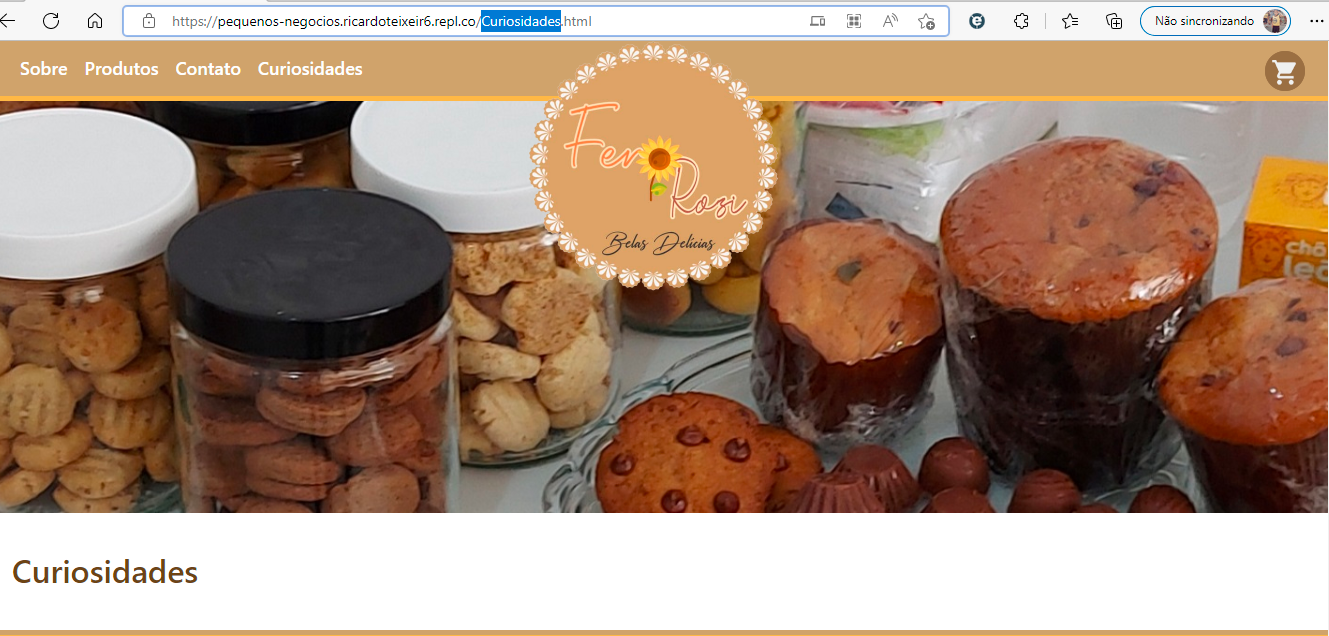 https://pequenos-negocios.ricardoteixeir6.repl.co/Curiosidades.html
Não sincronizando
Sobre Produtos Contato Curiosidades
Fer Rosi
Belas Delícias
Curiosidades